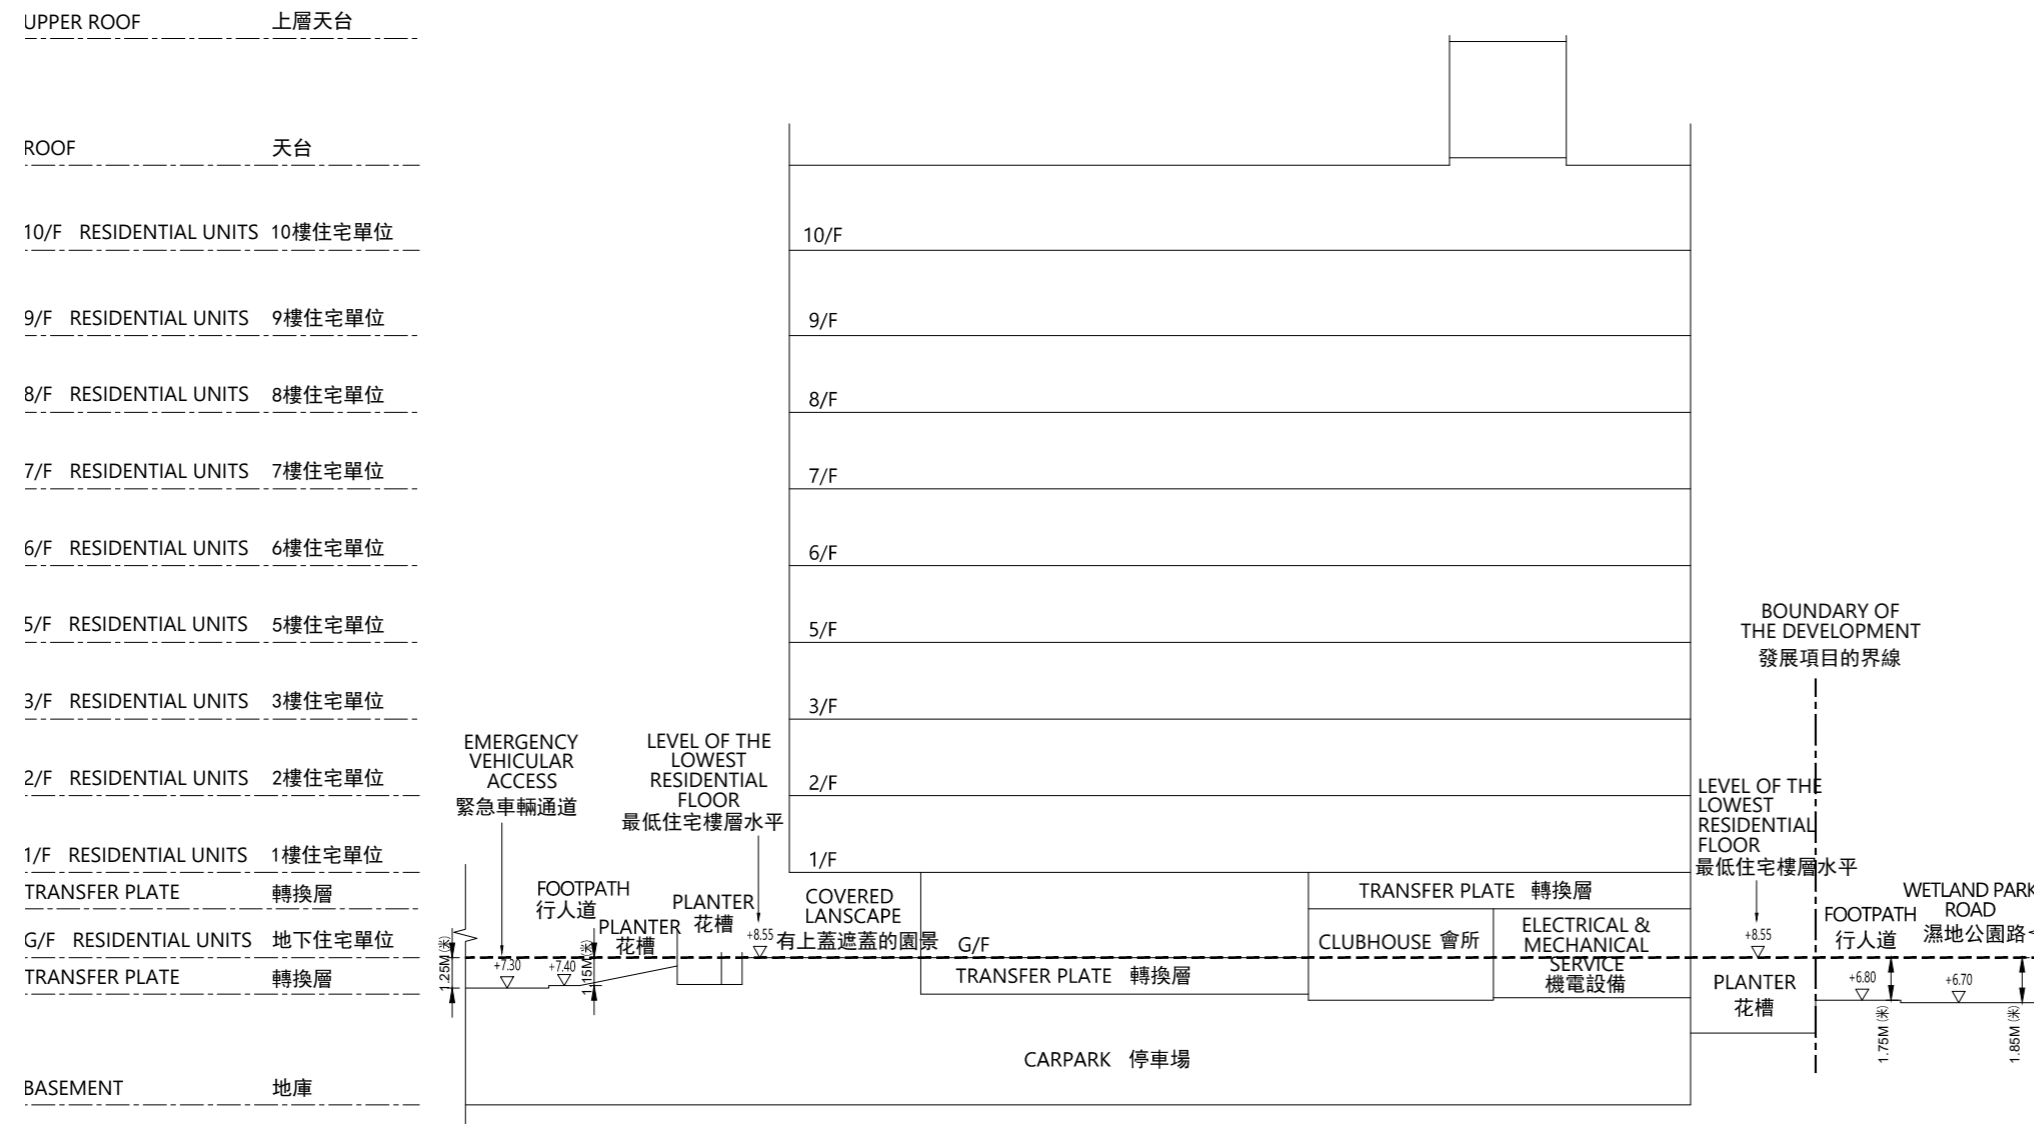 UPPER ROOF 上層天台
ROOF 天台
10/F RESIDENTIAL UNITS 10樓住宅單位
9/F RESIDENTIAL UNITS 9樓住宅單位
8/F RESIDENTIAL UNITS 8樓住宅單位
7/F RESIDENTIAL UNITS 7樓住宅單位
6/F RESIDENTIAL UNITS 6樓住宅單位
5/F RESIDENTIAL UNITS 5樓住宅單位
3/F RESIDENTIAL UNITS 3樓住宅單位
2/F RESIDENTIAL UNITS 2樓住宅單位
1/F RESIDENTIAL UNITS 1樓住宅單位
TRANSFER PLATE 轉換層
G/F RESIDENTIAL UNITS 地下住宅單位
TRANSFER PLATE 轉換層
BASEMENT 地庫
EMERGENCY
VEHICULAR
ACCESS
緊急車輛通道
LEVEL OF THE
LOWEST
RESIDENTIAL
FLOOR
最低住宅樓層水平
FOOTPATH
行人道
PLANTER
花槽
PLANTER
花槽
+8.55
+7.30
+7.40
1.25M (米)
1.15M (米)
10/F
9/F
8/F
7/F
6/F
5/F
3/F
2/F
1/F
COVERED
LANSCAPE
有上蓋遮蓋的園景
G/F
TRANSFER PLATE 轉換層
TRANSFER PLATE 轉換層
CLUBHOUSE 會所
ELECTRICAL &
MECHANICAL
SERVICE
機電設備
CARPARK 停車場
BOUNDARY OF
THE DEVELOPMENT
發展項目的界線
LEVEL OF THE
LOWEST
RESIDENTIAL
FLOOR
最低住宅樓層水平
+8.55
PLANTER
花槽
FOOTPATH
行人道
WETLAND PARK
ROAD
濕地公園路
+6.80
+6.70
1.75M (米)
1.85M (米)